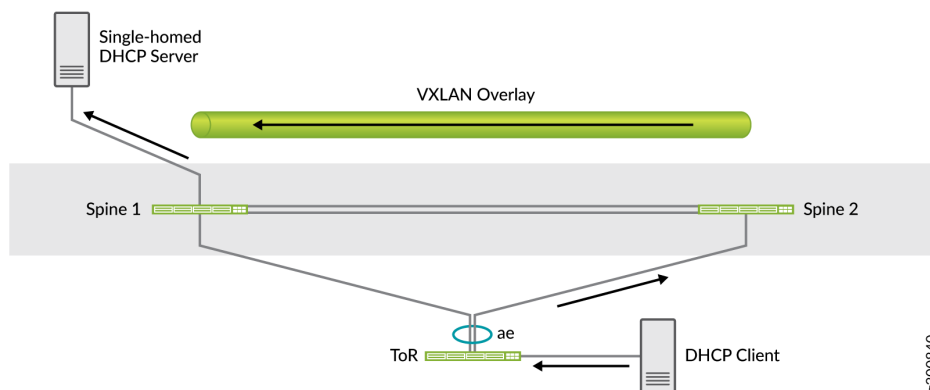 Single-homed
DHCP Server
VXLAN Overlay
Spine 1
Spine 2
ae
ToR
DHCP Client